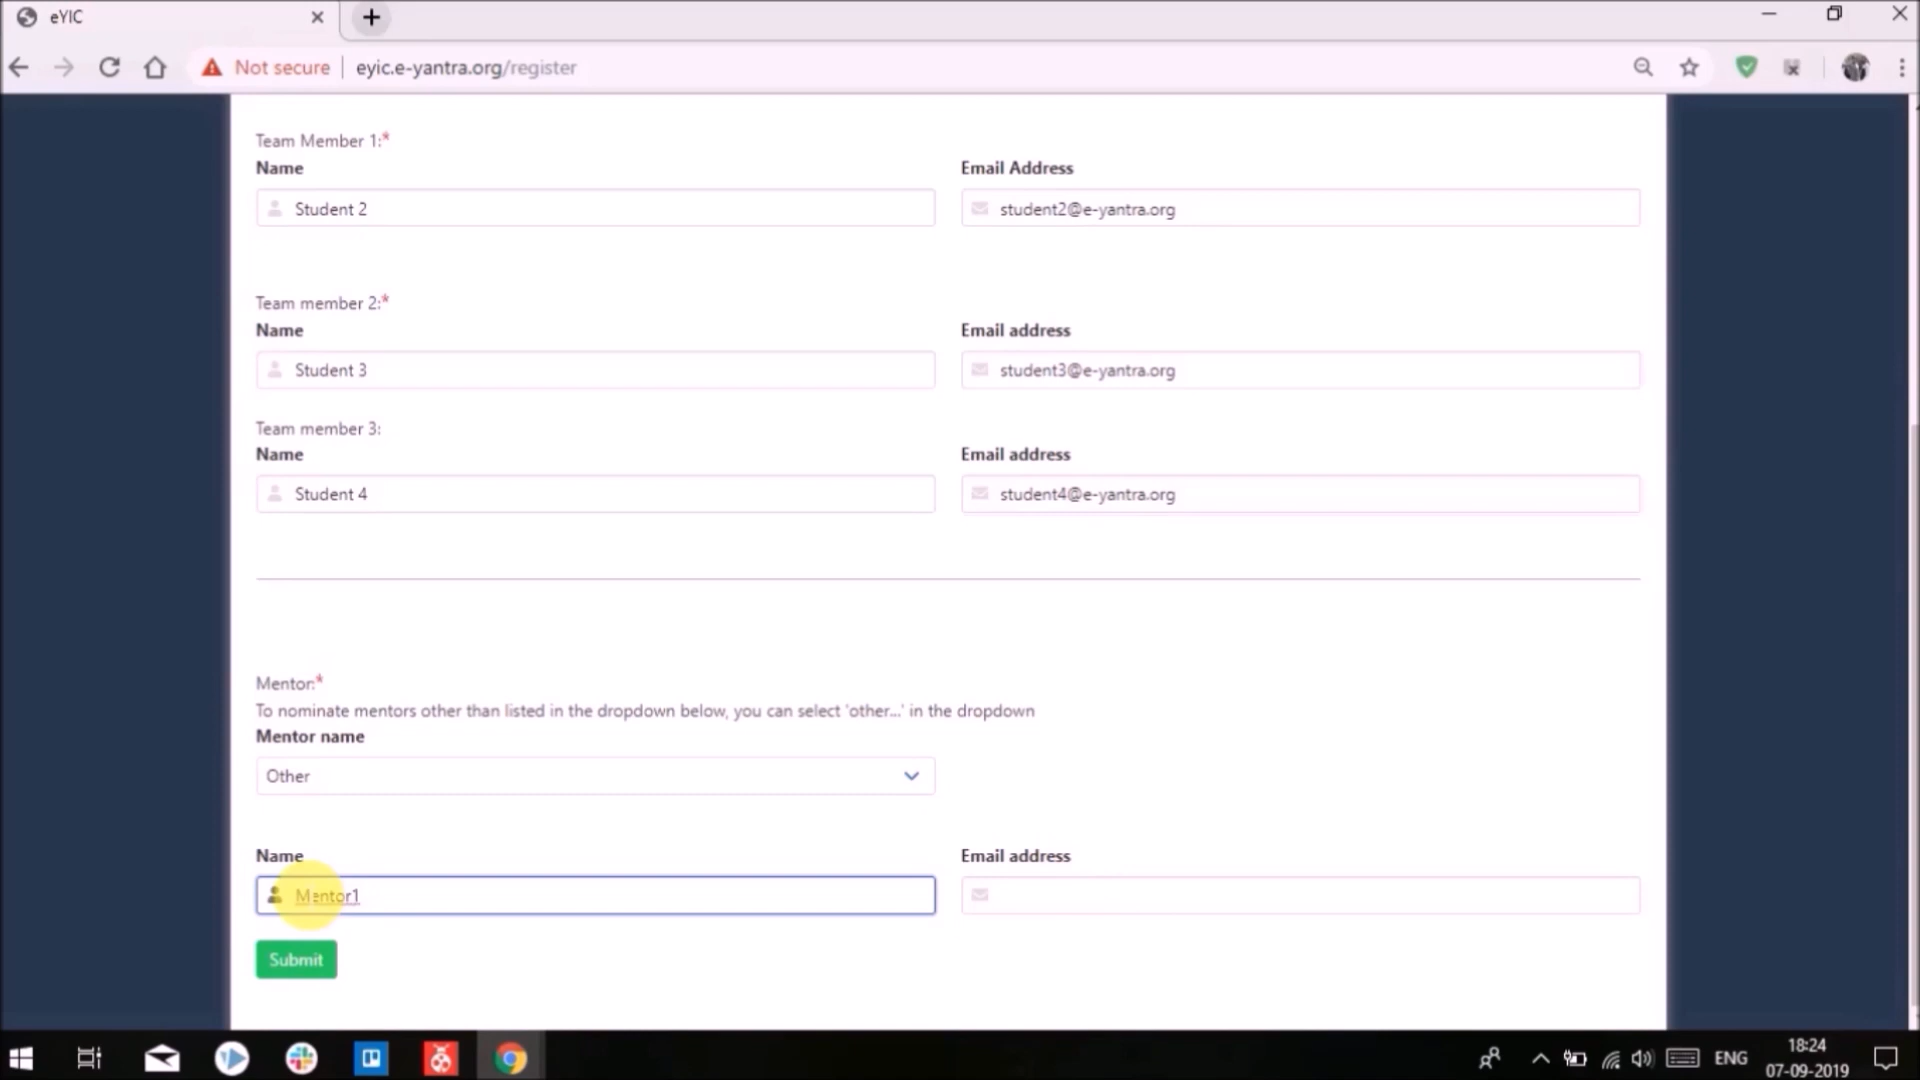 eYIC
Not secure eyic.e-yantra.org/register
Team Member 1:*
Name Email Address
Student 2 student2@e-yantra.org
Team member 2:*
Name Email address
Student 3 student3@e-yantra.org
Team member 3:
Name Email address
Student 4 student4@e-yantra.org
Mentor:*
To nominate mentors other than listed in the dropdown below, you can select 'other...' in the dropdown
Mentor name
Other
Name Email address
Mentor1
Submit
ENG
18:24
07-09-2019